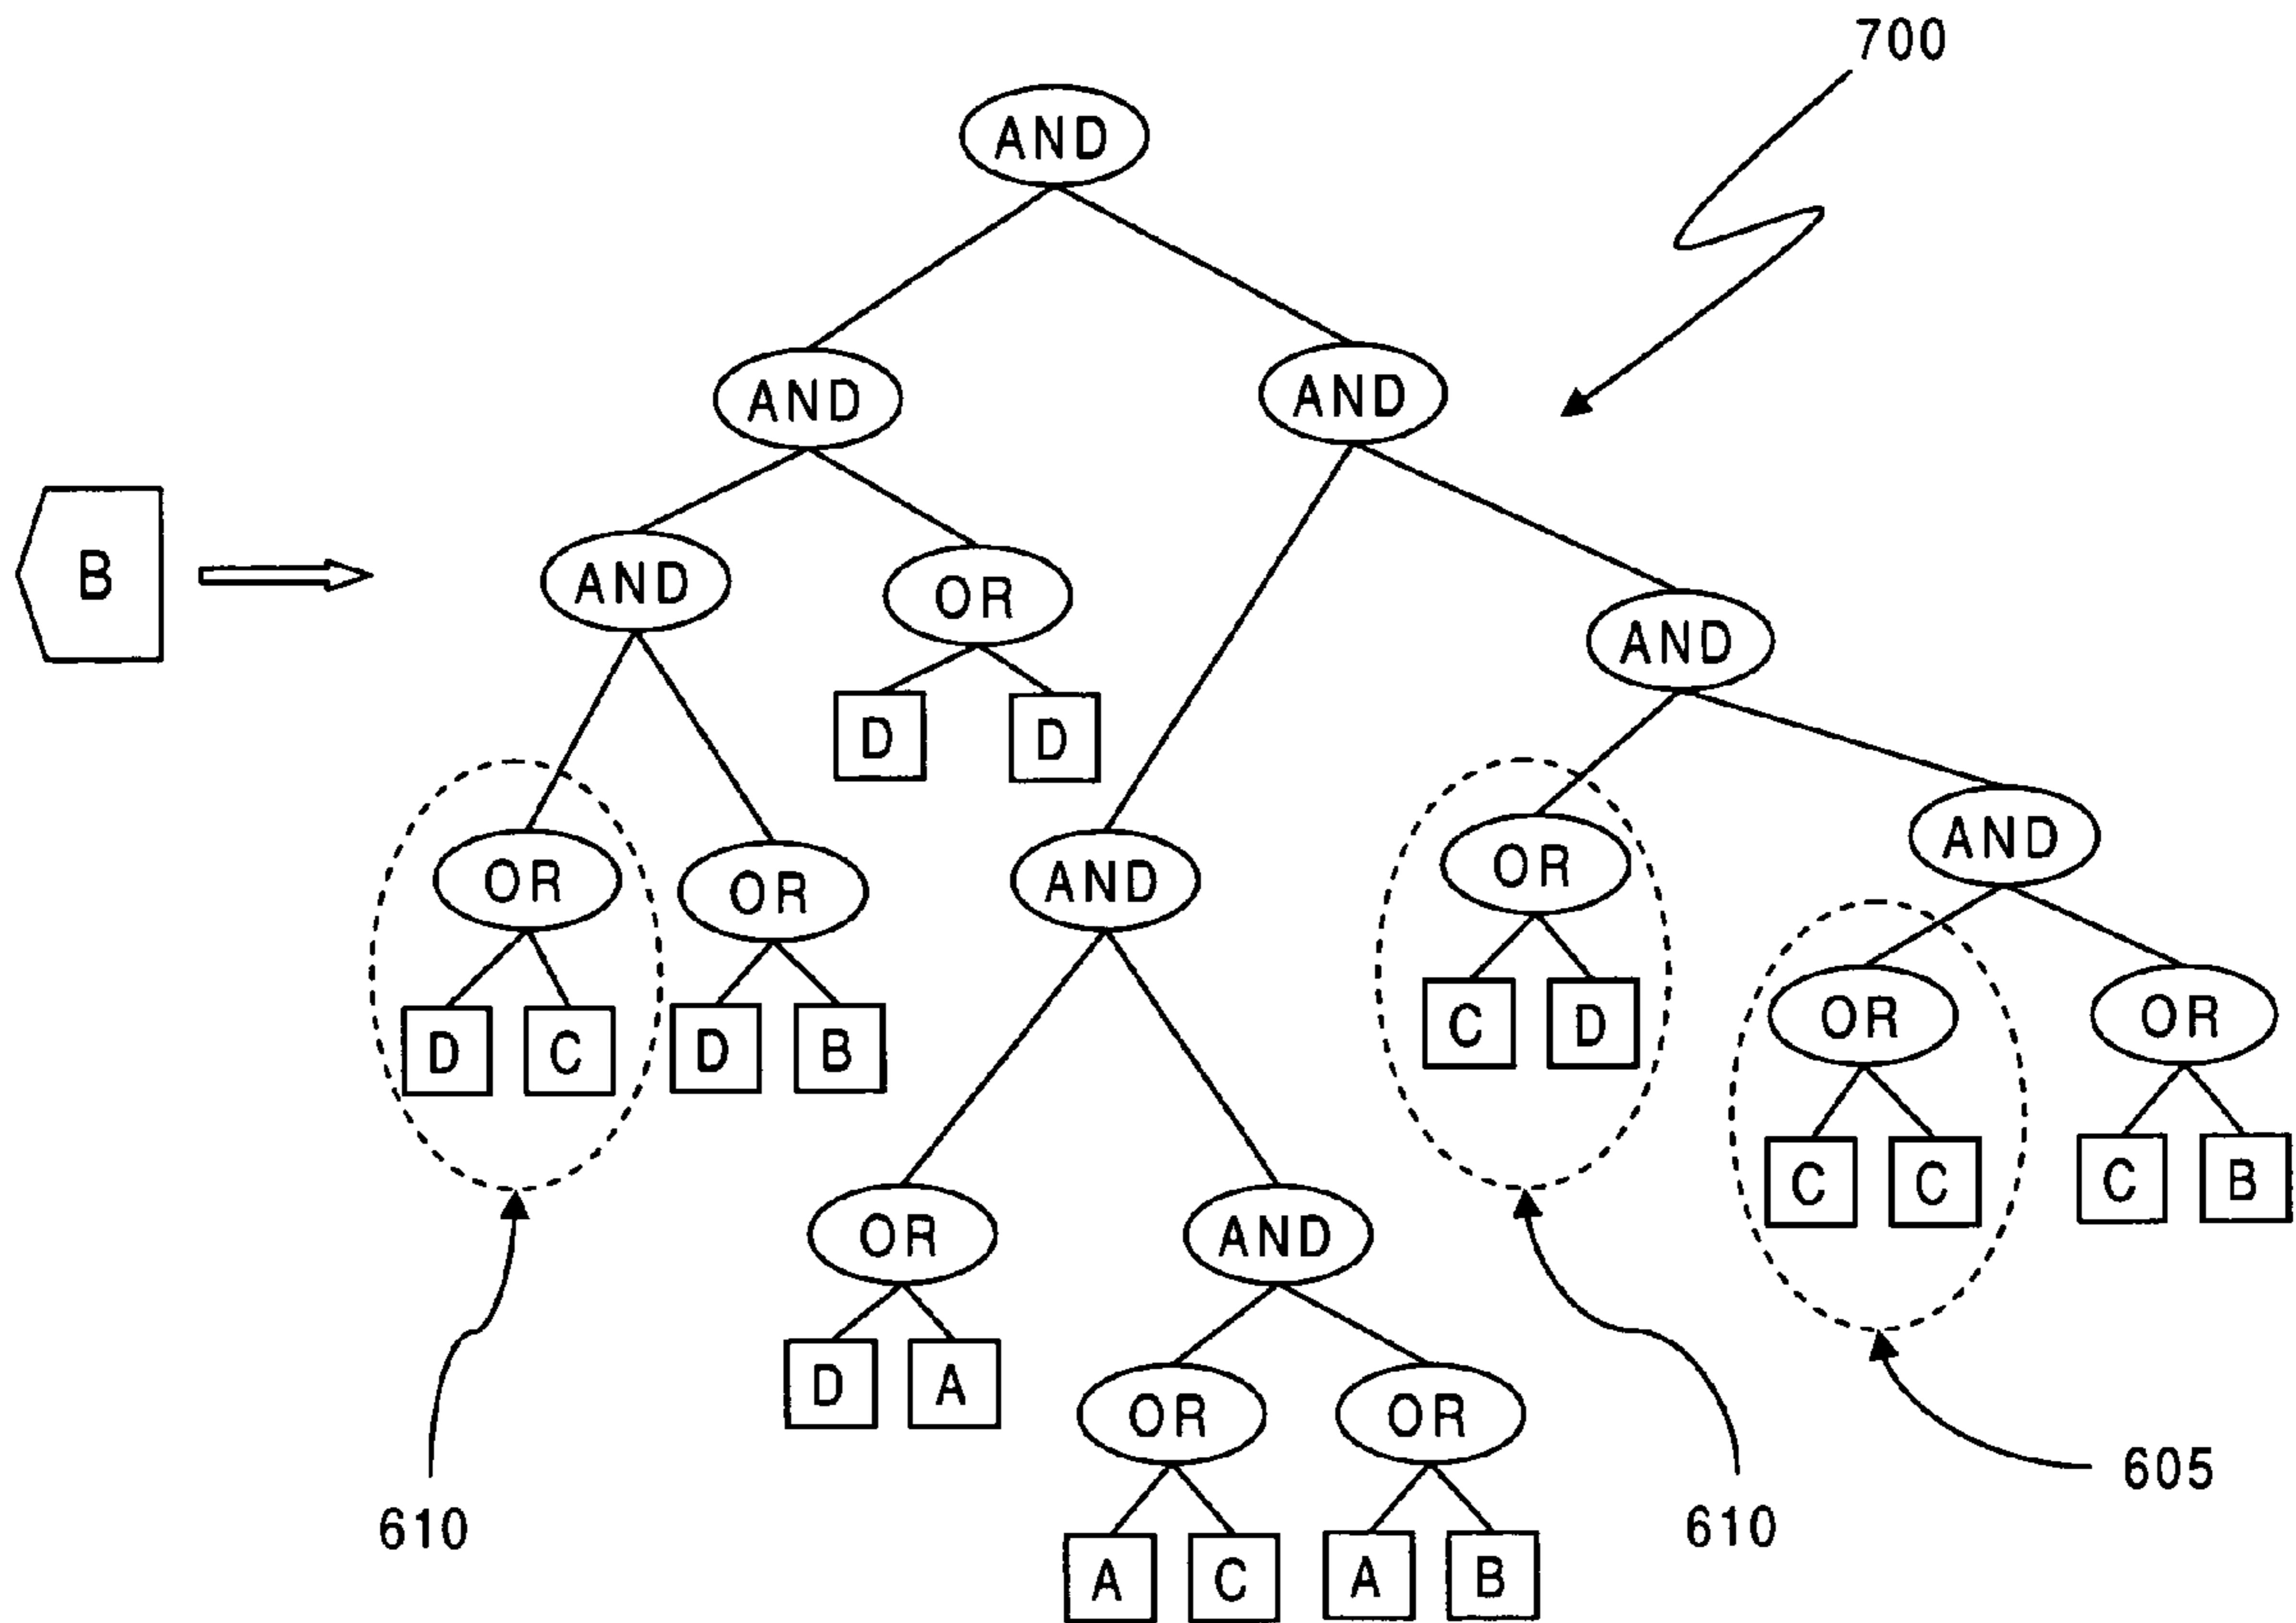 700
AND
AND AND
B
AND OR
AND
D D
OR OR AND OR AND
D C D B
C D
OR OR
C C C B
OR AND
D A
OR OR
605
610
610
A C A B